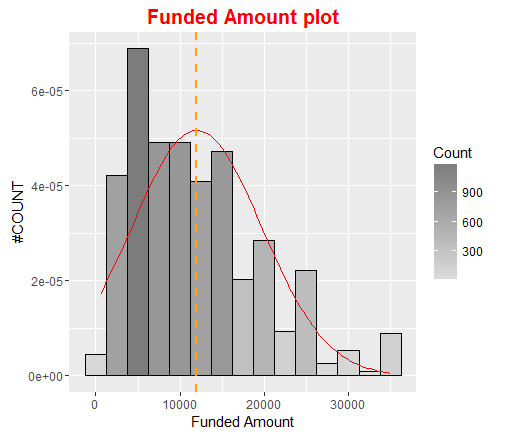 Funded Amount plot
#COUNT
6e-05
4e-05
2e-05
0e+00
0 10000 20000 30000
Funded Amount
Count
900
600
300